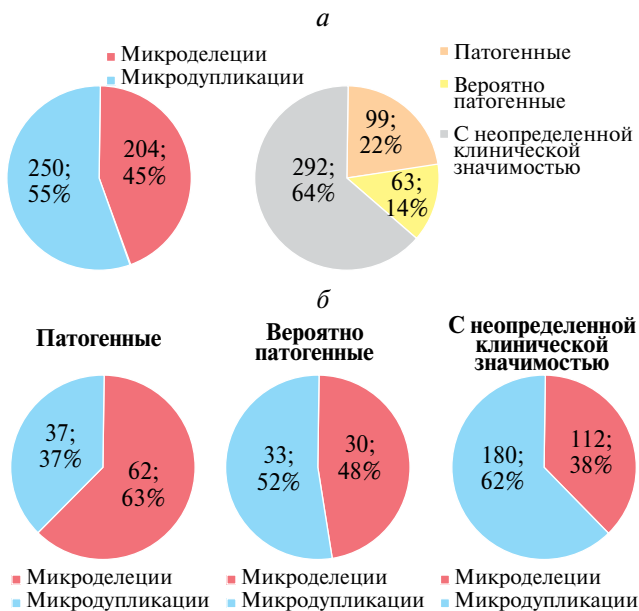 а
Микроделеции
Микродупликации
250;
55%
204;
45%
99;
22%
63;
14%
292;
64%
Патогенные
Вероятно
патогенные
С неопределенной
клинической
значимостью
б
Патогенные
37;
37%
62;
63%
Микроделеции
Микродупликации
Вероятно
патогенные
33;
52%
30;
48%
Микроделеции
Микродупликации
С неопределенной
клинической
значимостью
180;
62%
112;
38%
Микроделеции
Микродупликации